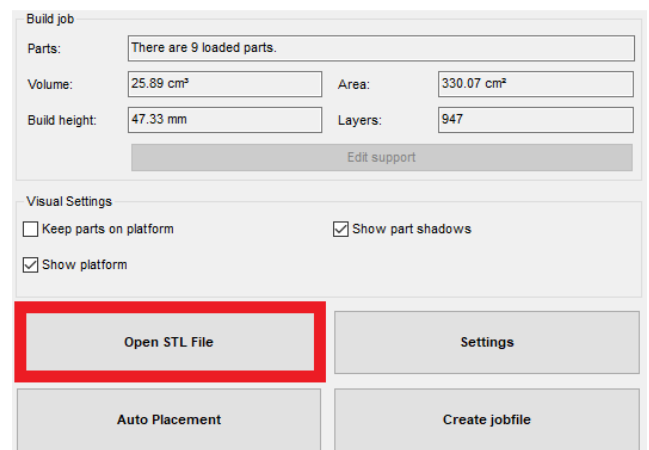 Build job
Parts: There are 9 loaded parts.
Volume: 25.89 cm³ Area: 330.07 cm²
Build height: 47.33 mm Layers: 947
Edit support
Visual Settings
Keep parts on platform Show part shadows
Show platform
Open STL File Settings
Auto Placement Create jobfile